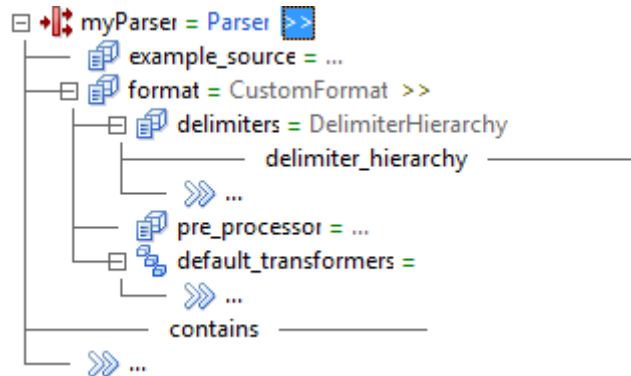 myParser = Parser >>
example_source = ...
format = CustomFormat >>
delimiters = DelimiterHierarchy
delimiter_hierarchy
>> ...
pre_processor = ...
default_transformers =
>> ...
contains
>> ...